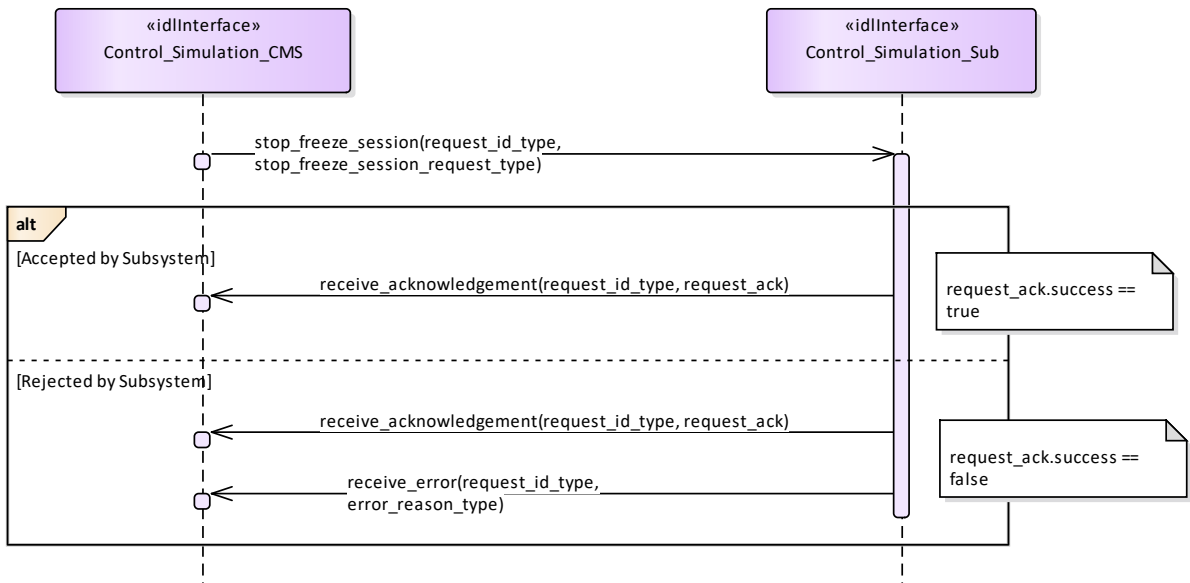 «idlInterface»
Control_Simulation_CMS
«idlInterface»
Control_Simulation_Sub
stop_freeze_session(request_id_type,
stop_freeze_session_request_type)
alt
[Accepted by Subsystem]
receive_acknowledgement(request_id_type, request_ack)
request_ack.success ==
true
[Rejected by Subsystem]
receive_acknowledgement(request_id_type, request_ack)
request_ack.success ==
false
receive_error(request_id_type,
error_reason_type)